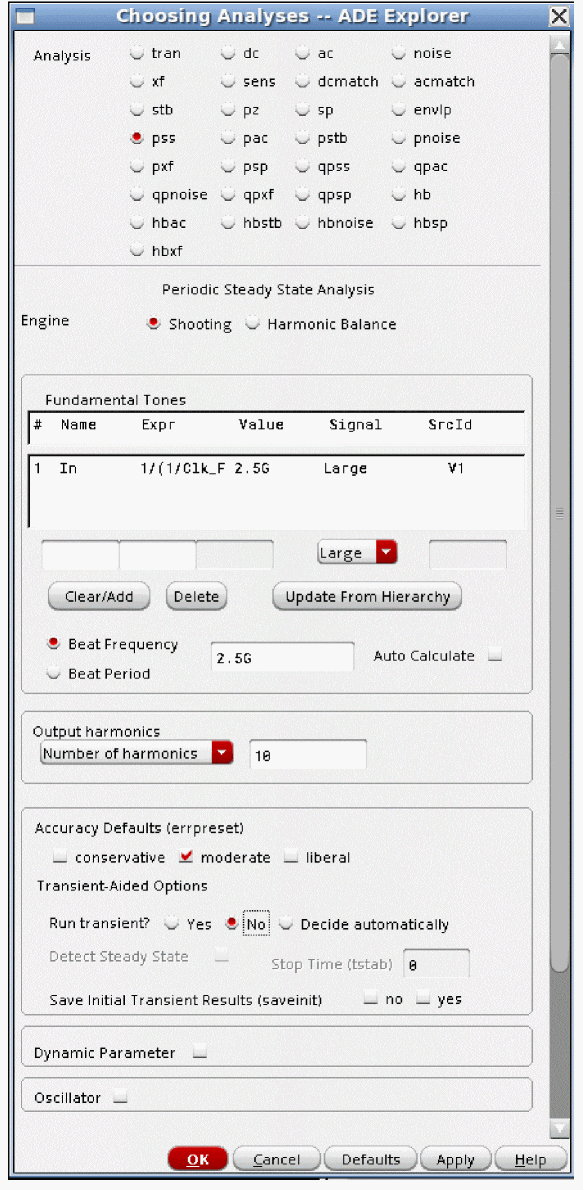 Choosing Analyses -- ADE Explorer
Analysis tran dc ac noise
xf sens dcmatch acmatch
stb pz sp envlp
pss pac pstb pnoise
pxf psp qpss qpac
qpnoise qpxf qpsp hb
hbac hbstb hbnoise hbsp
hbxf
Periodic Steady State Analysis
Engine Shooting Harmonic Balance
Fundamental Tones
# Name Expr Value Signal SrcId
1 In 1/(1/Clk_F 2.5G Large V1
Large
Clear/Add Delete Update From Hierarchy
Beat Frequency 2.5G Auto Calculate
Beat Period
Output harmonics
Number of harmonics 10
Accuracy Defaults (errpreset)
conservative moderate liberal
Transient-Aided Options
Run transient? Yes No Decide automatically
Detect Steady State Stop Time (tstab) 0
Save Initial Transient Results (saveinit) no yes
Dynamic Parameter
Oscillator
OK Cancel Defaults Apply Help